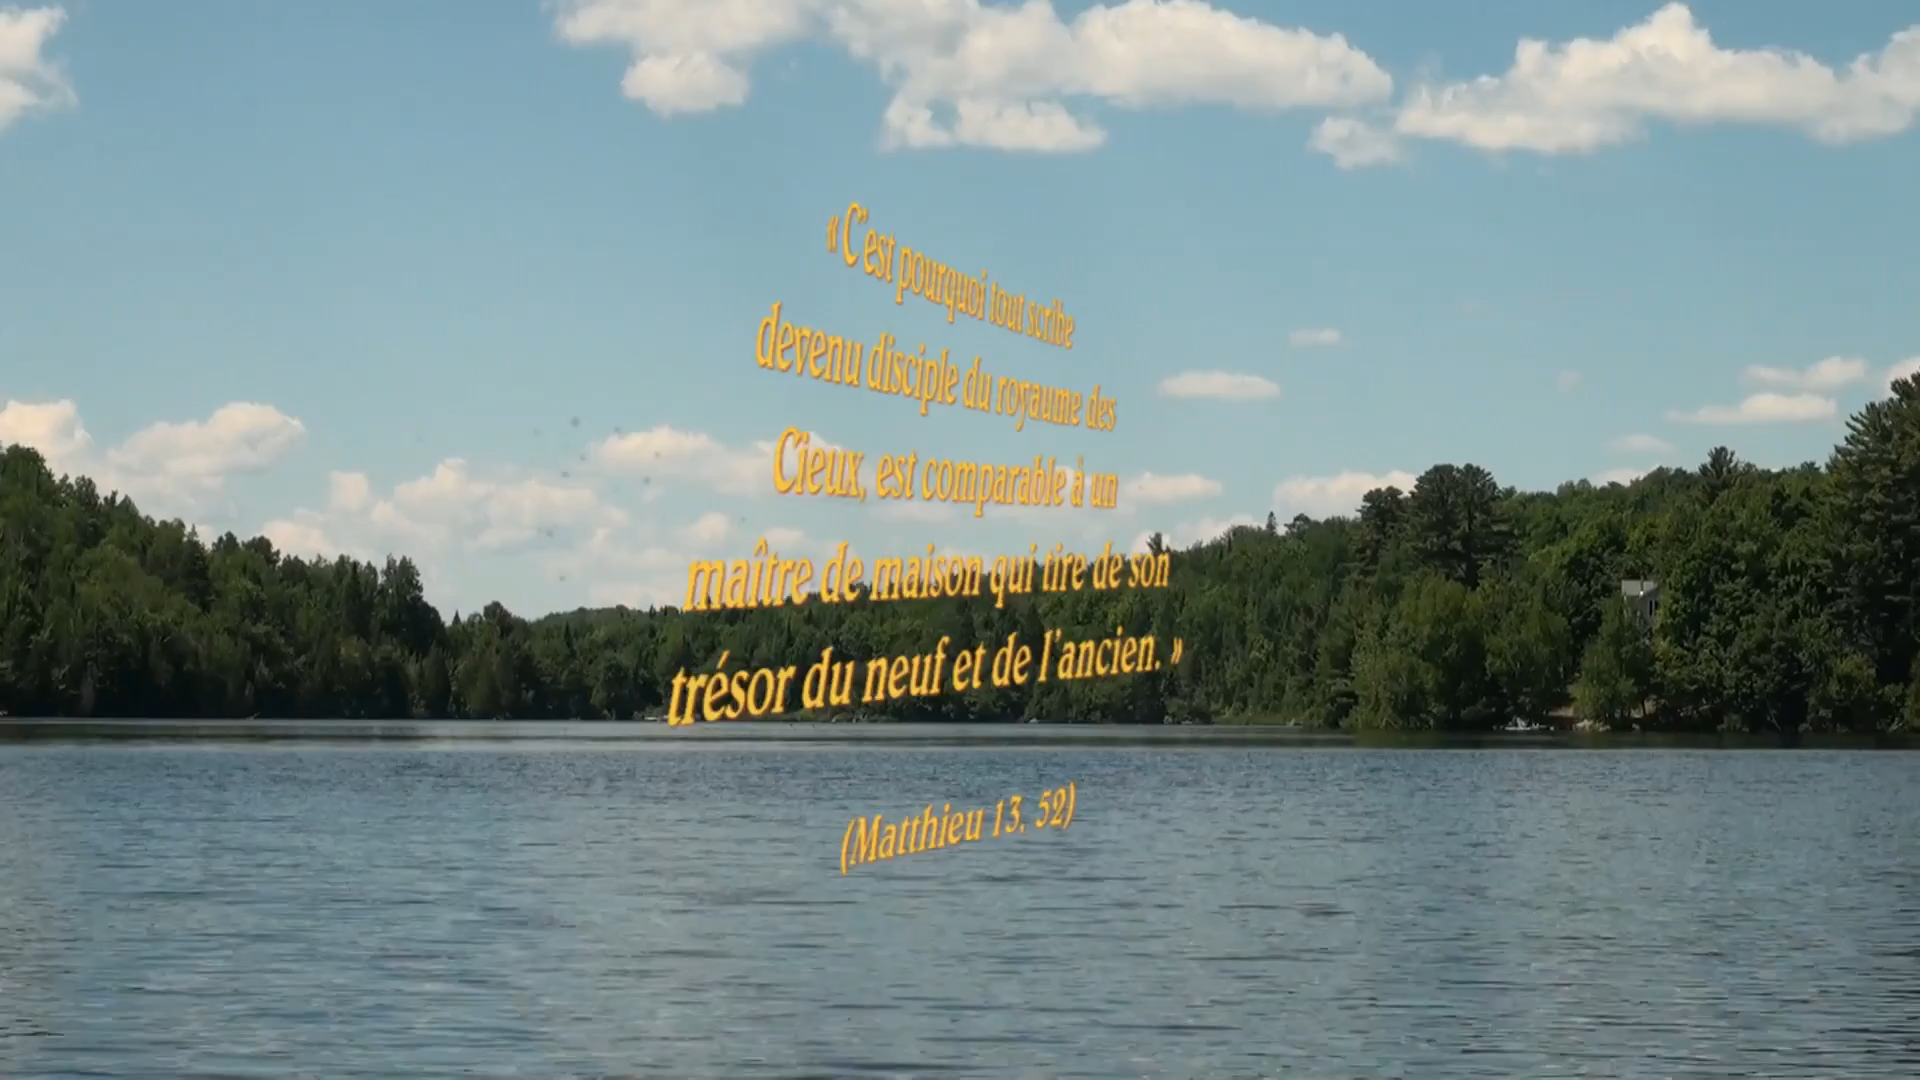 « C'est pourquoi tout scribe
devenu disciple du royaume des
Cieux, est comparable à un
maître de maison qui tire de son
trésor du neuf et de l'ancien. »
(Matthieu 13, 52)